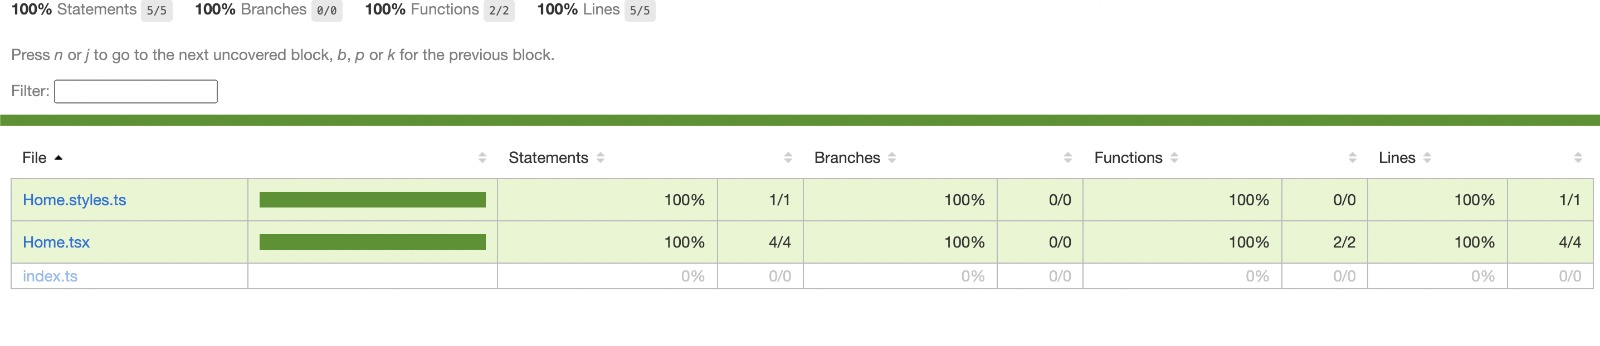 100% Statements 5/5 100% Branches 0/0 100% Functions 2/2 100% Lines 5/5
Press n or j to go to the next uncovered block, b, p or k for the previous block.
Filter:
File Statements Branches Functions Lines
Home.styles.ts 100% 1/1 100% 0/0 100% 0/0 100% 1/1
Home.tsx 100% 4/4 100% 0/0 100% 2/2 100% 4/4
index.ts 0% 0/0 0% 0/0 0% 0/0 0% 0/0